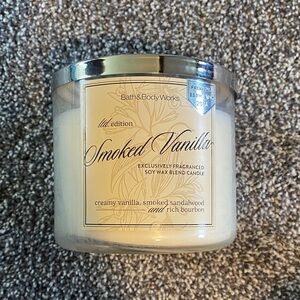 Bath&BodyWorks
ltd edition
Smoked Vanilla
EXCLUSIVELY FRAGRANCED
SOY WAX BLEND CANDLE
creamy vanilla, smoked sandalwood
and rich bourbon